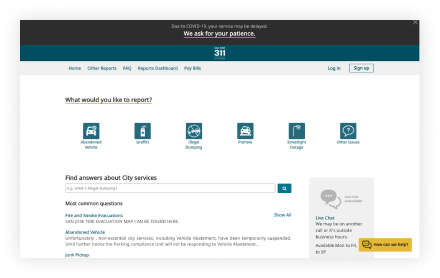 Due to COVID-19, your service may be delayed.
We ask for your patience.
SAN JOSE
311
Home Other Reports FAQ Reports Dashboard Pay Bills Log In Sign up
What would you like to report?
Abandoned Vehicle
Graffiti
Illegal Dumping
Pothole
Streetlight Outage
Other Issues
Find answers about City services
e.g. what's illegal dumping?
Most common questions
Fire and Smoke Evacuations Show All
SAN JOSE FIRE EVACUATION MAP CAN BE FOUND HERE.
Abandoned Vehicle
Unfortunately , non-essential city services, including Vehicle Abatement, have been temporarily suspended.
Until further notice the Parking compliance Unit will not be responding to Vehicle Abatement...
Junk Pickup
Live chat
unavailable
Live Chat
We may be on another
call or it's outside
business hours.
Available Mon to Fri,
to 5P
How can we help?